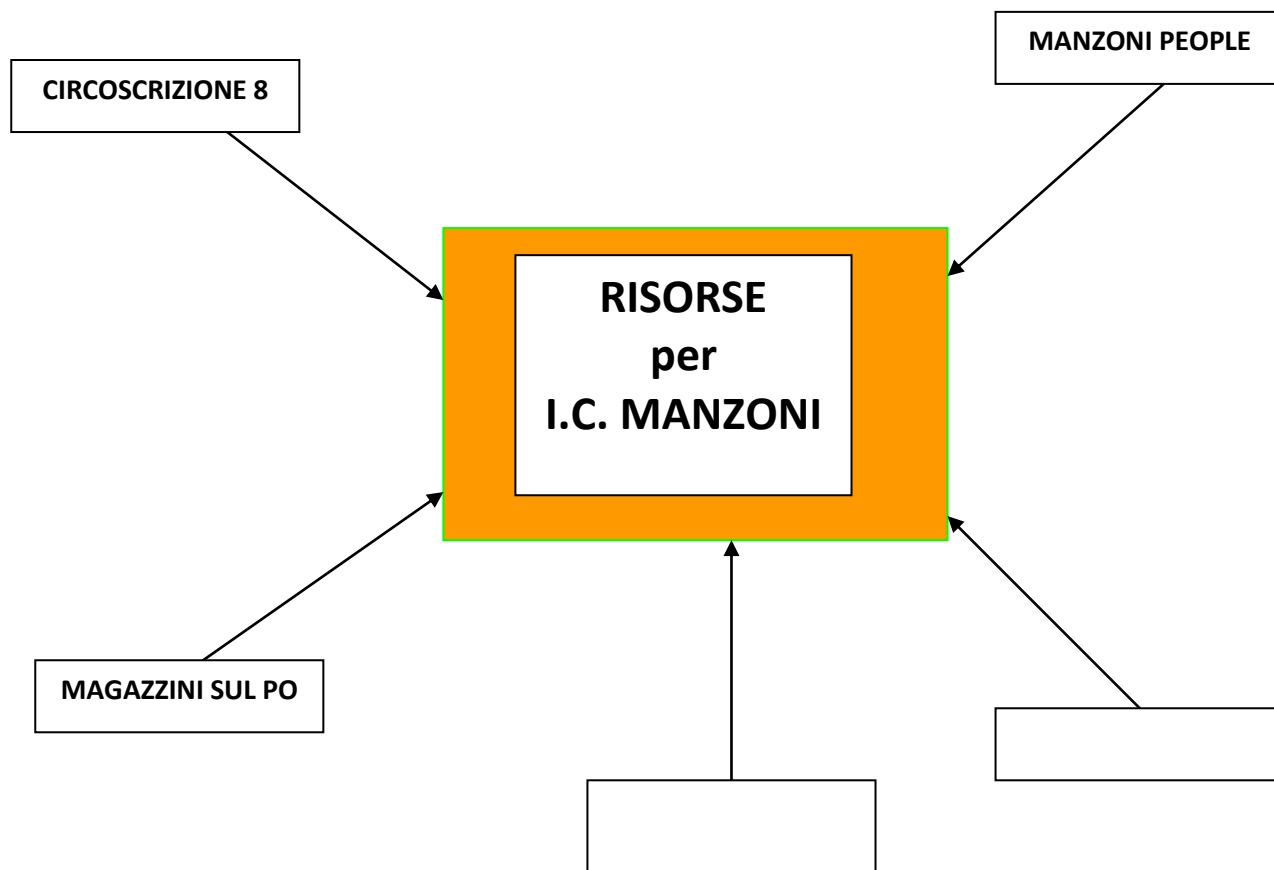 MANZONI PEOPLE
CIRCOSCRIZIONE 8
RISORSE
per
I.C. MANZONI
MAGAZZINI SUL PO